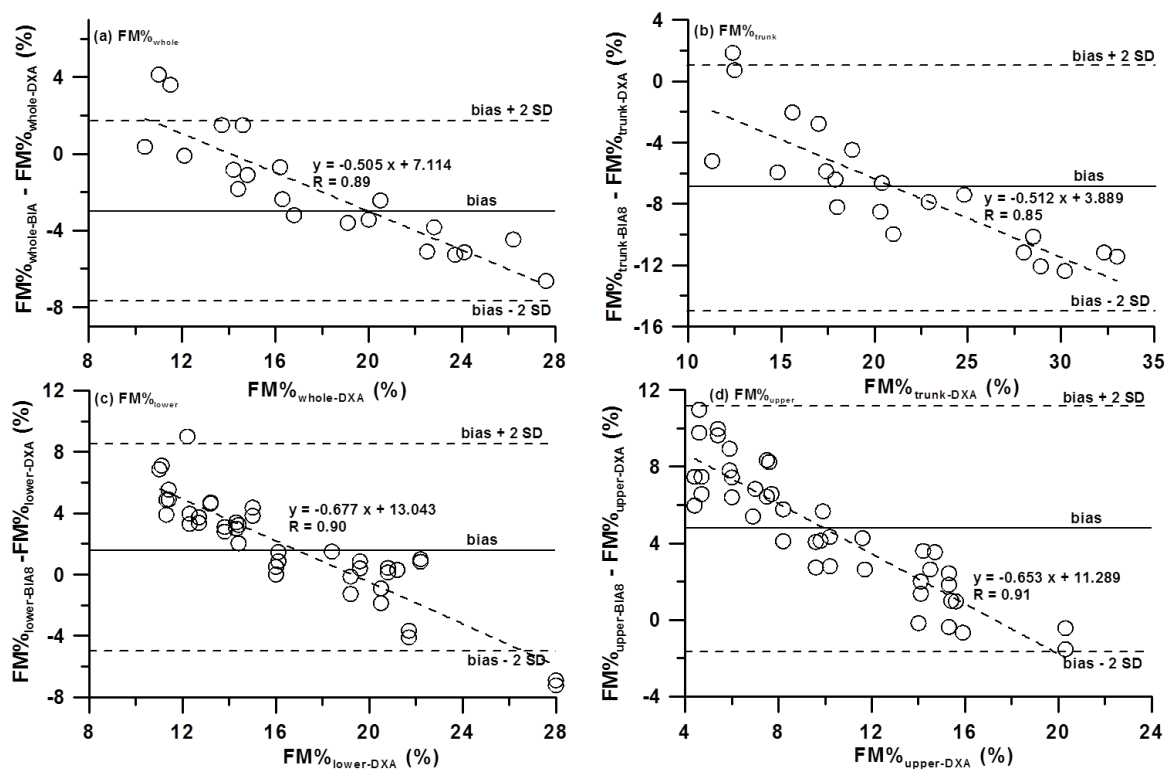 (a) FM%whole
bias + 2 SD
y = -0.505 x + 7.114
R = 0.89
bias
bias - 2 SD
4
0
-4
-8
8 12 16 20 24 28
FM%whole-BIA - FM%whole-DXA (%)
FM%whole-DXA (%)
(b) FM%trunk
bias + 2 SD
bias
y = -0.512 x + 3.889
R = 0.85
bias - 2 SD
0
-4
-8
-12
-16
10 15 20 25 30 35
FM%trunk-BIA8 - FM%trunk-DXA (%)
FM%trunk-DXA (%)
(c) FM%lower
bias + 2 SD
y = -0.677 x + 13.043
R = 0.90
bias
bias - 2 SD
12
8
4
0
-4
-8
8 12 16 20 24 28
FM%lower-BIA8 -FM%lower-DXA (%)
FM%lower-DXA (%)
(d) FM%upper
bias + 2 SD
bias
y = -0.653 x + 11.289
R = 0.91
bias - 2 SD
12
8
4
0
-4
4 8 12 16 20 24
FM%upper-BIA8 - FM%upper-DXA (%)
FM%upper-DXA (%)